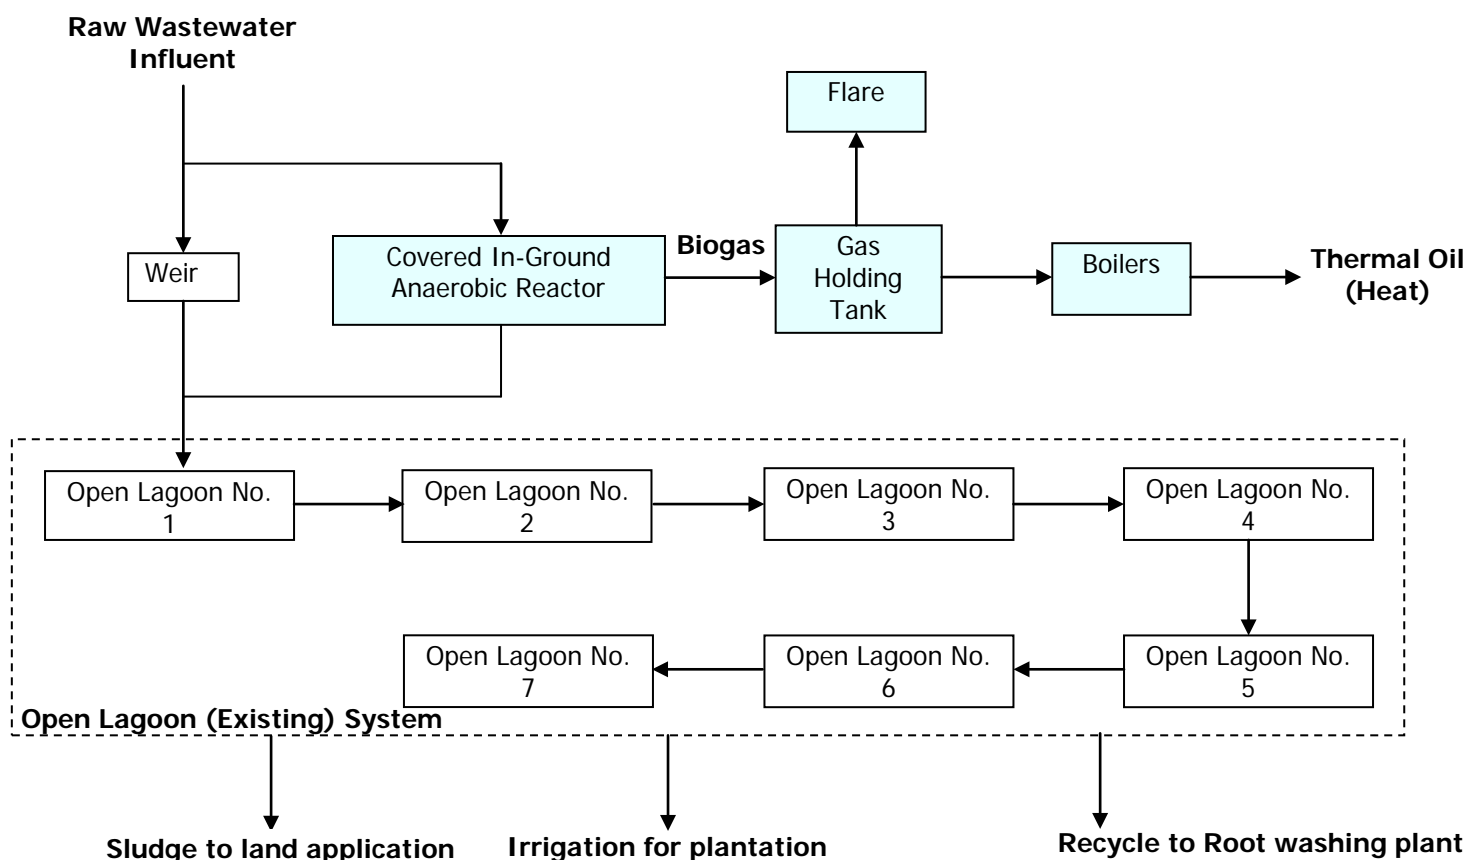 Raw Wastewater
Influent
Flare
Weir
Covered In-Ground
Anaerobic Reactor
Biogas
Gas
Holding
Tank
Boilers
Thermal Oil
(Heat)
Open Lagoon No.
1
Open Lagoon No.
2
Open Lagoon No.
3
Open Lagoon No.
4
Open Lagoon No.
7
Open Lagoon No.
6
Open Lagoon No.
5
Open Lagoon (Existing) System
Sludge to land application
Irrigation for plantation
Recycle to Root washing plant